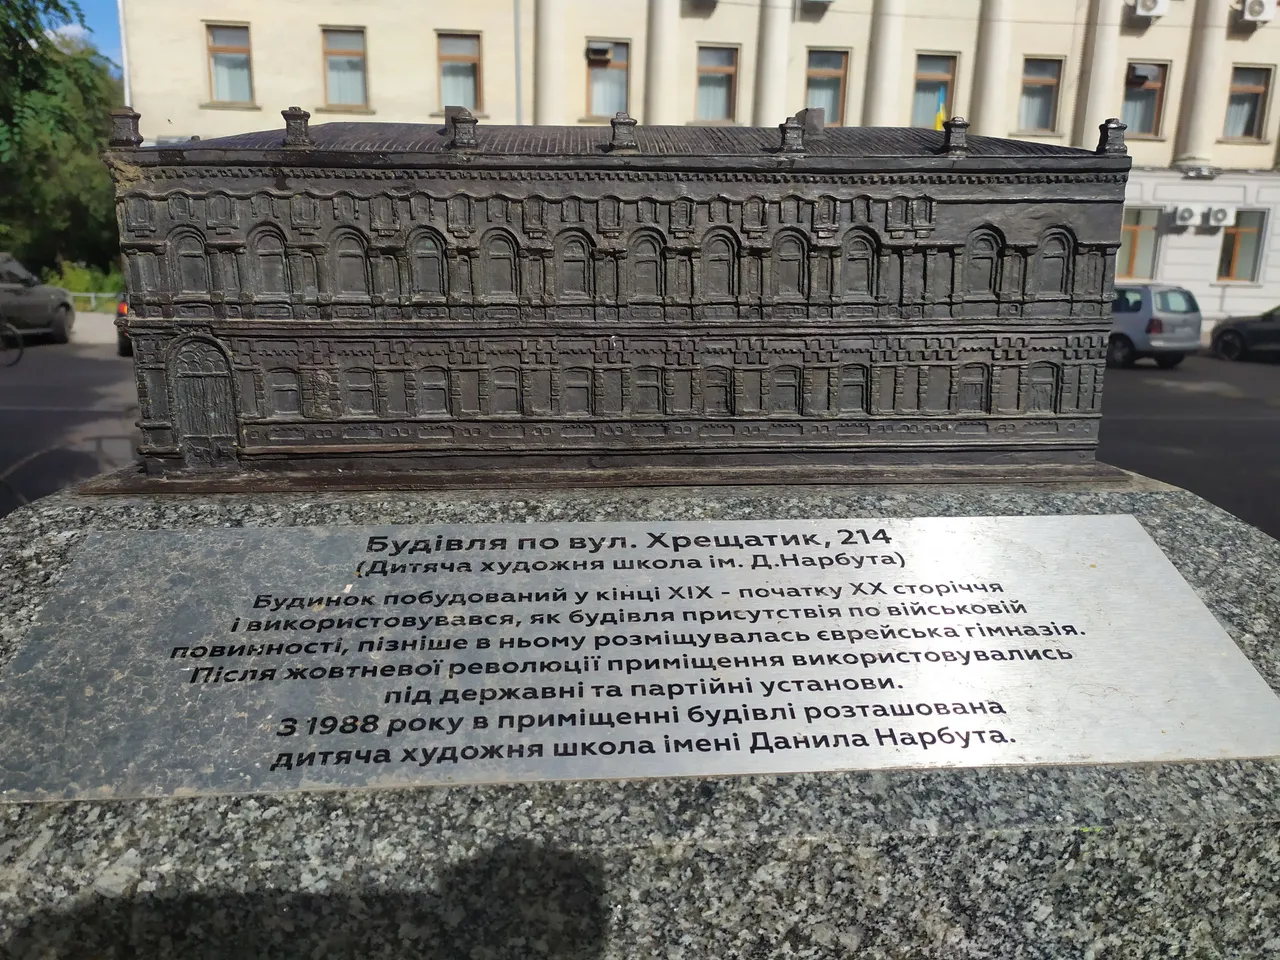 Будівля по вул. Хрещатик, 214
(Дитяча художня школа ім. Д.Нарбута)
Будинок побудований у кінці XIX - початку XX сторіччя
і використовувався, як будівля присутствія по військовій
повинності, пізніше в ньому розміщувалась єврейська гімназія.
Після жовтневої революції приміщення використовувались
під державні та партійні установи.
З 1988 року в приміщенні будівлі розташована
дитяча художня школа імені Данила Нарбута.